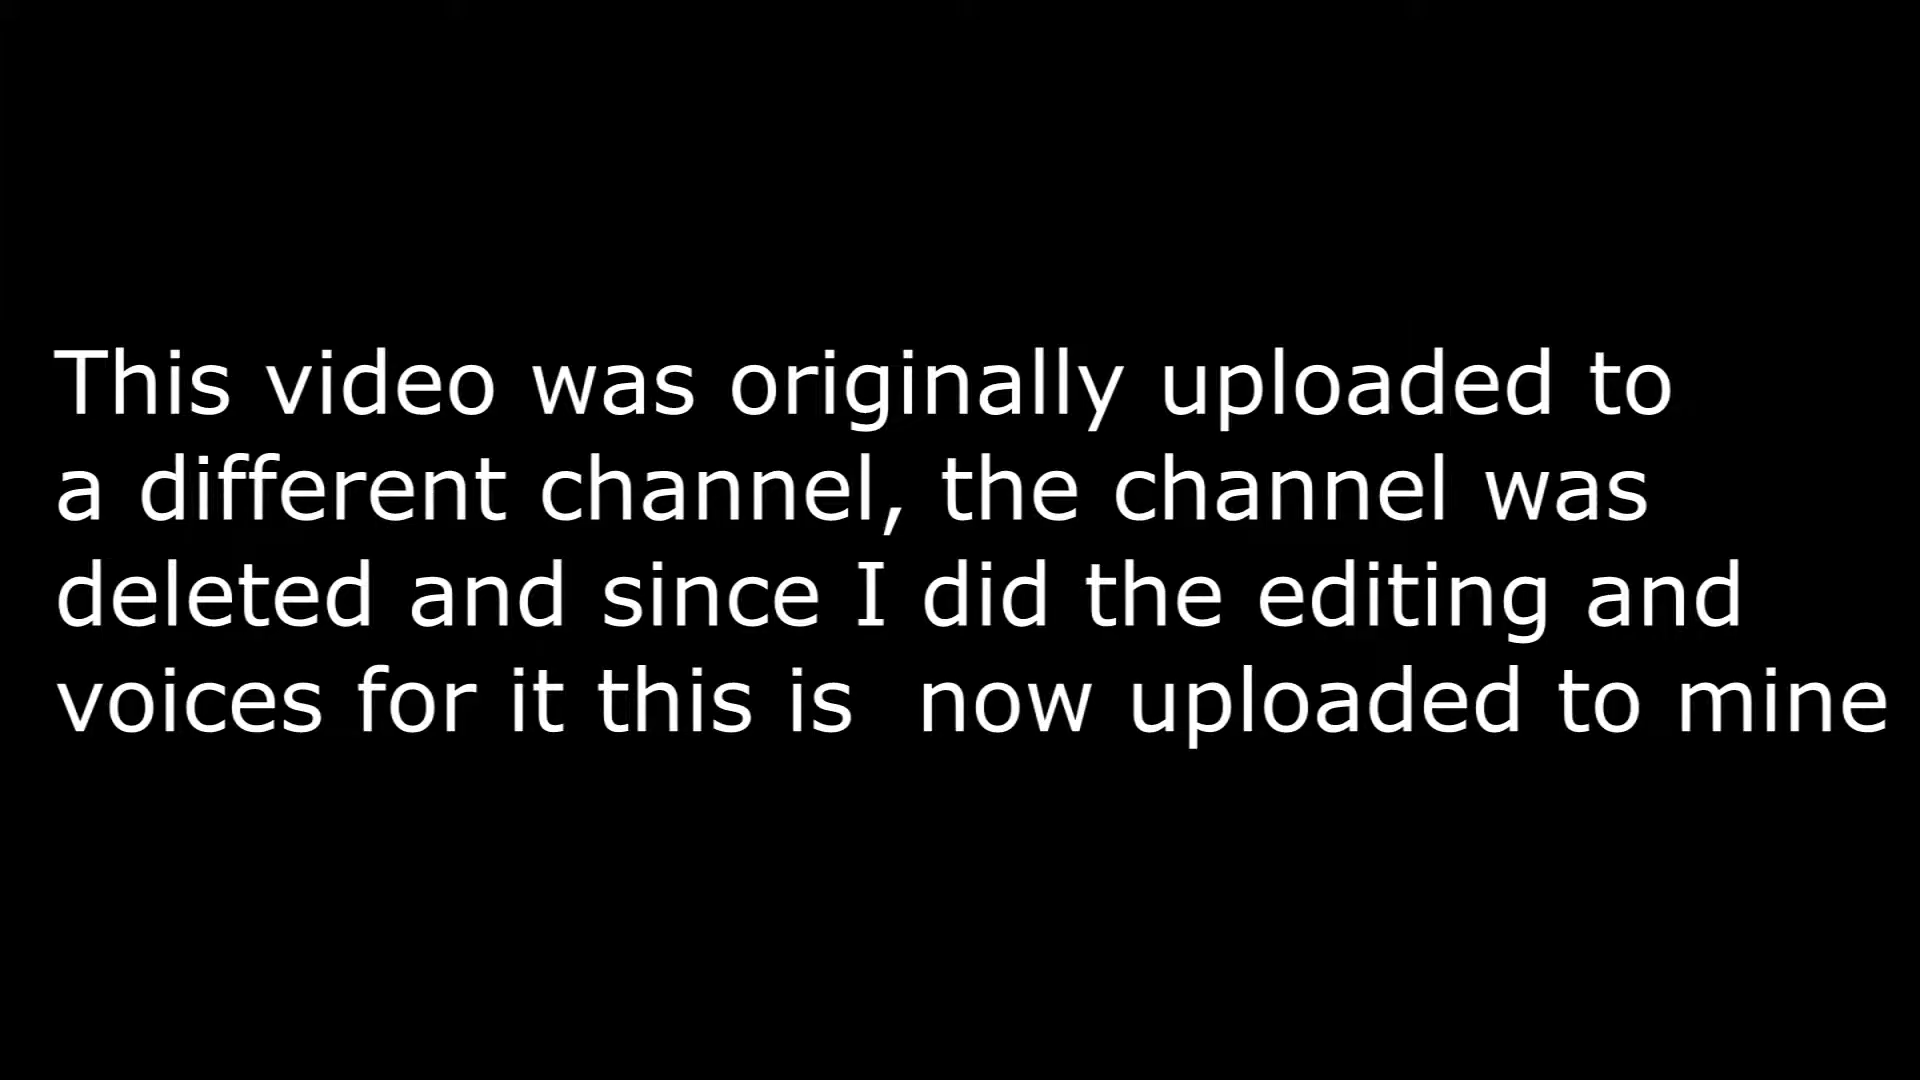 This video was originally uploaded to
a different channel, the channel was
deleted and since I did the editing and
voices for it this is  now uploaded to mine